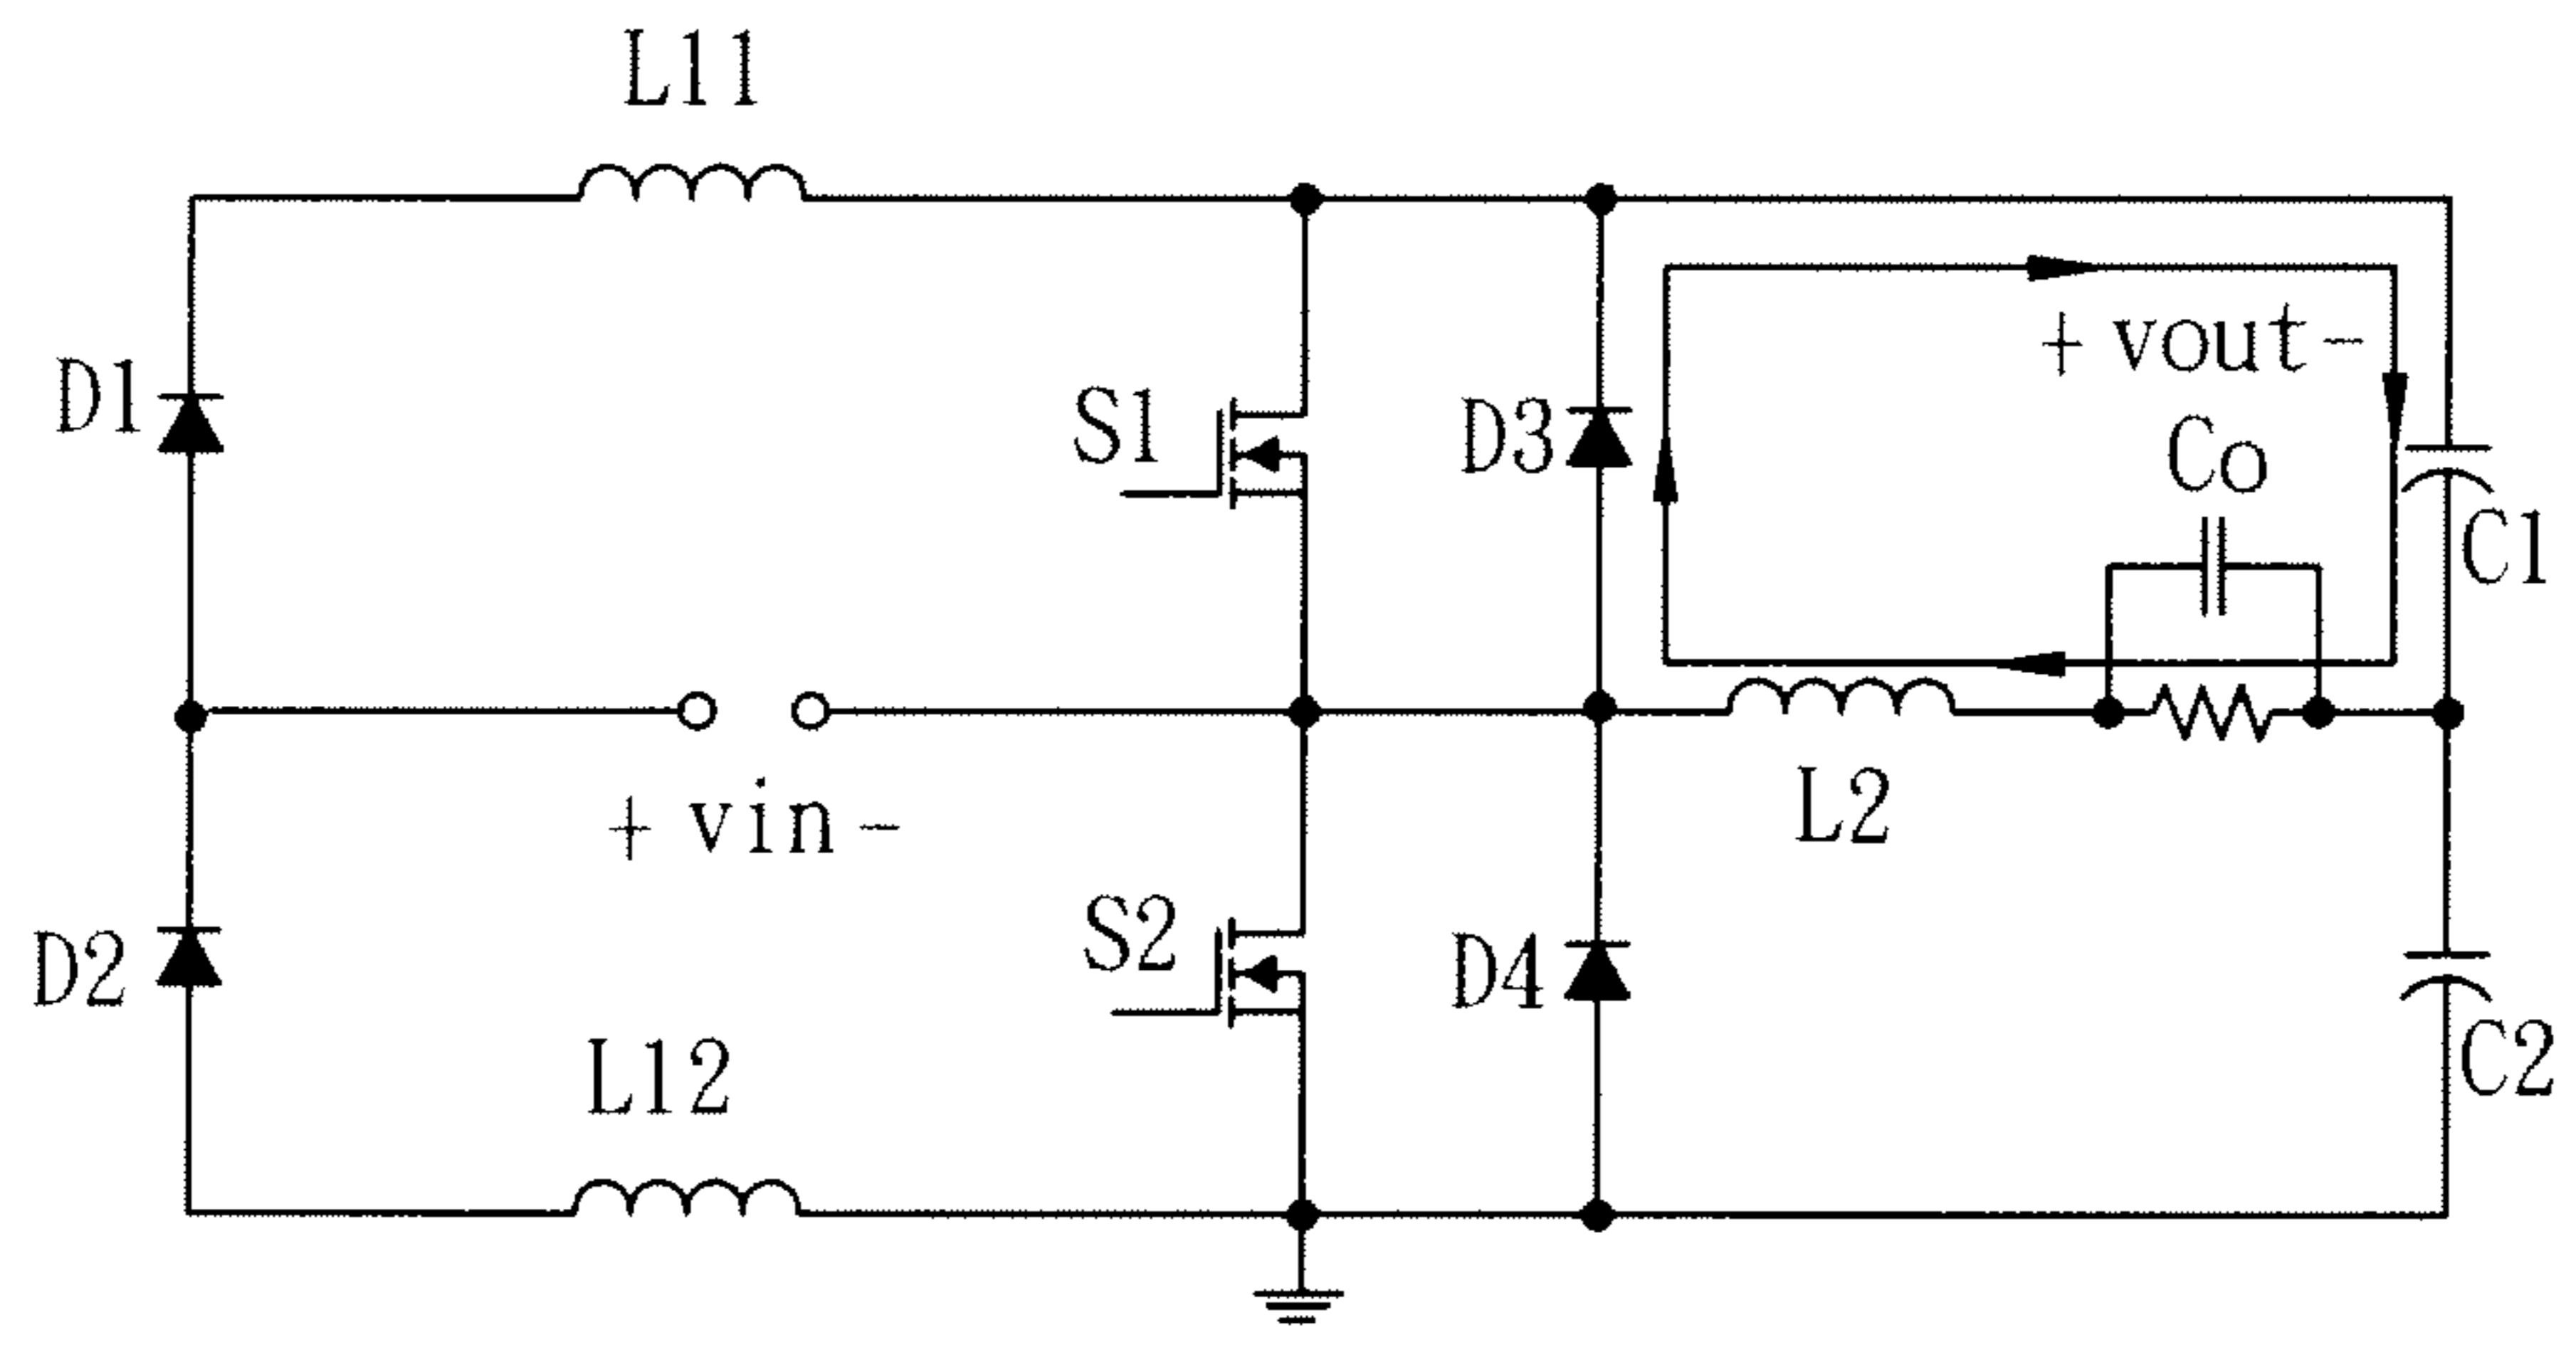 L11
+ vout -
D1
S1
D3
Co
C1
+ vin -
L2
D2
S2
D4
L12
C2